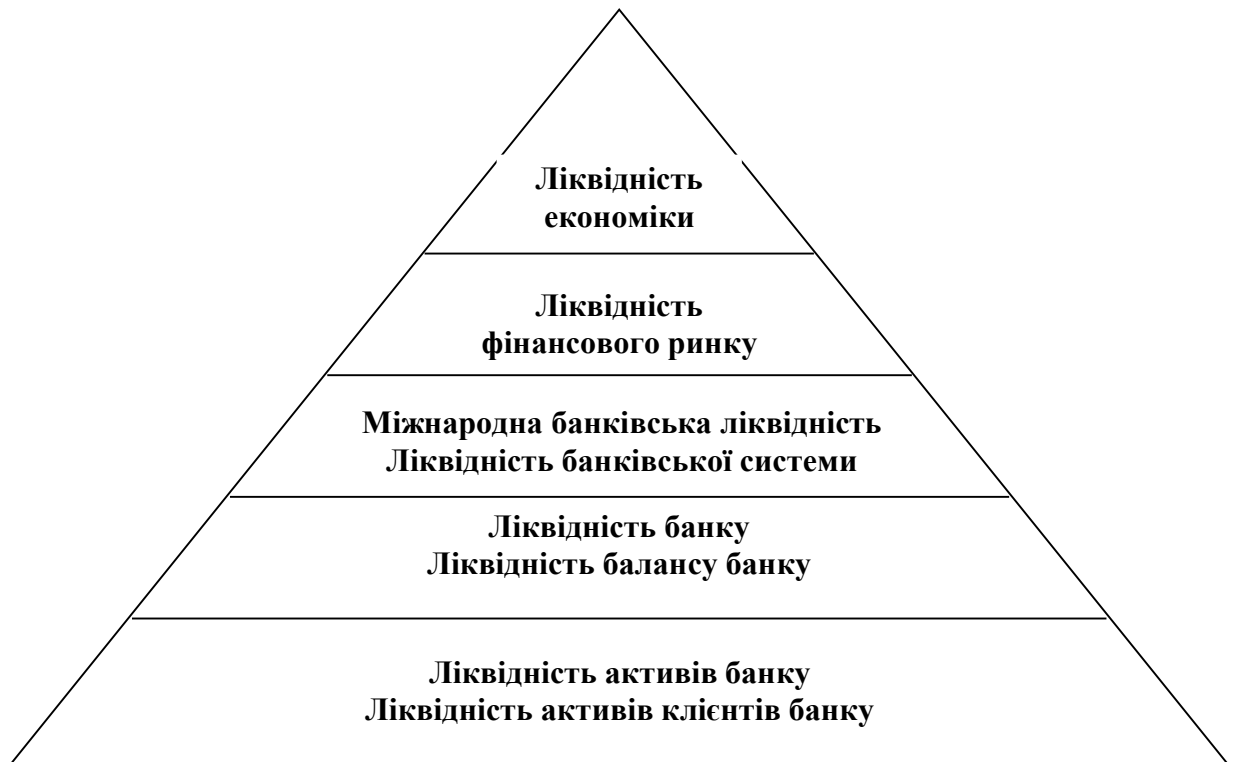 Ліквідність
економіки
Ліквідність
фінансового ринку
Міжнародна банківська ліквідність
Ліквідність банківської системи
Ліквідність банку
Ліквідність балансу банку
Ліквідність активів банку
Ліквідність активів клієнтів банку